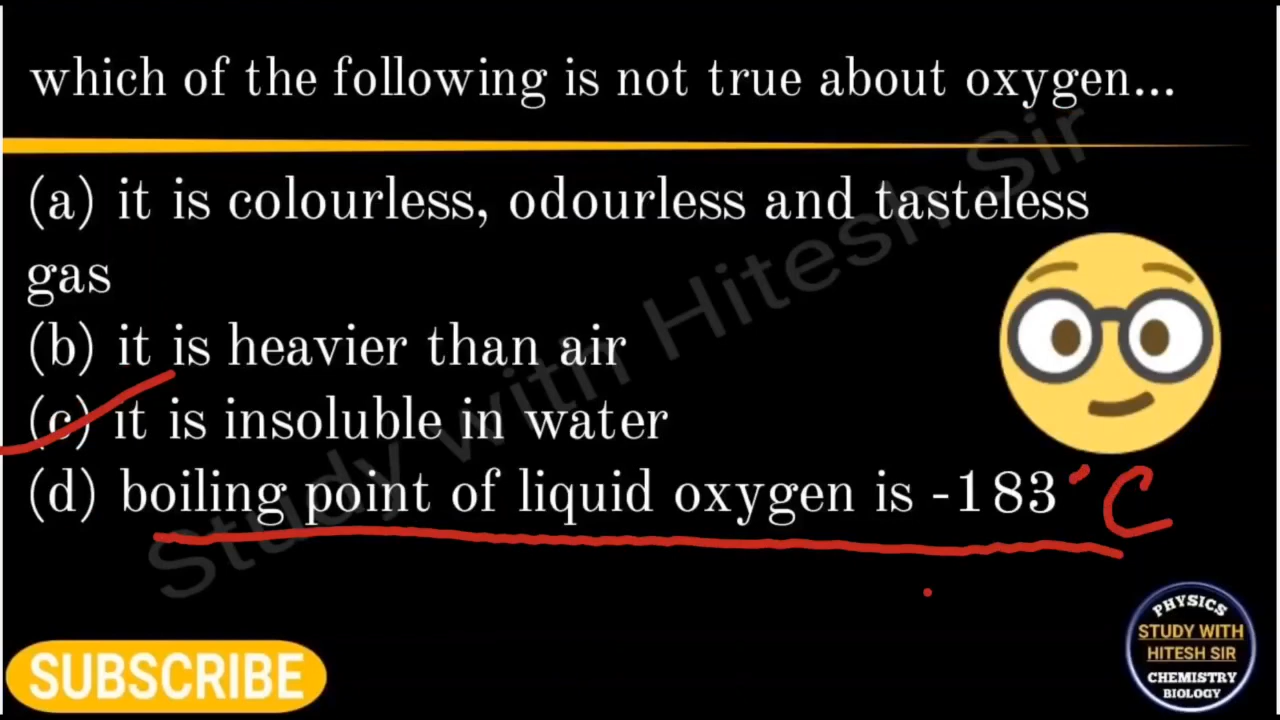 which of the following is not true about oxygen...
(a) it is colourless, odourless and tasteless
gas
(b) it is heavier than air
(c) it is insoluble in water
(d) boiling point of liquid oxygen is -183°C
Study with Hitesh Sir
SUBSCRIBE
PHYSICS
STUDY WITH
HITESH SIR
CHEMISTRY
BIOLOGY